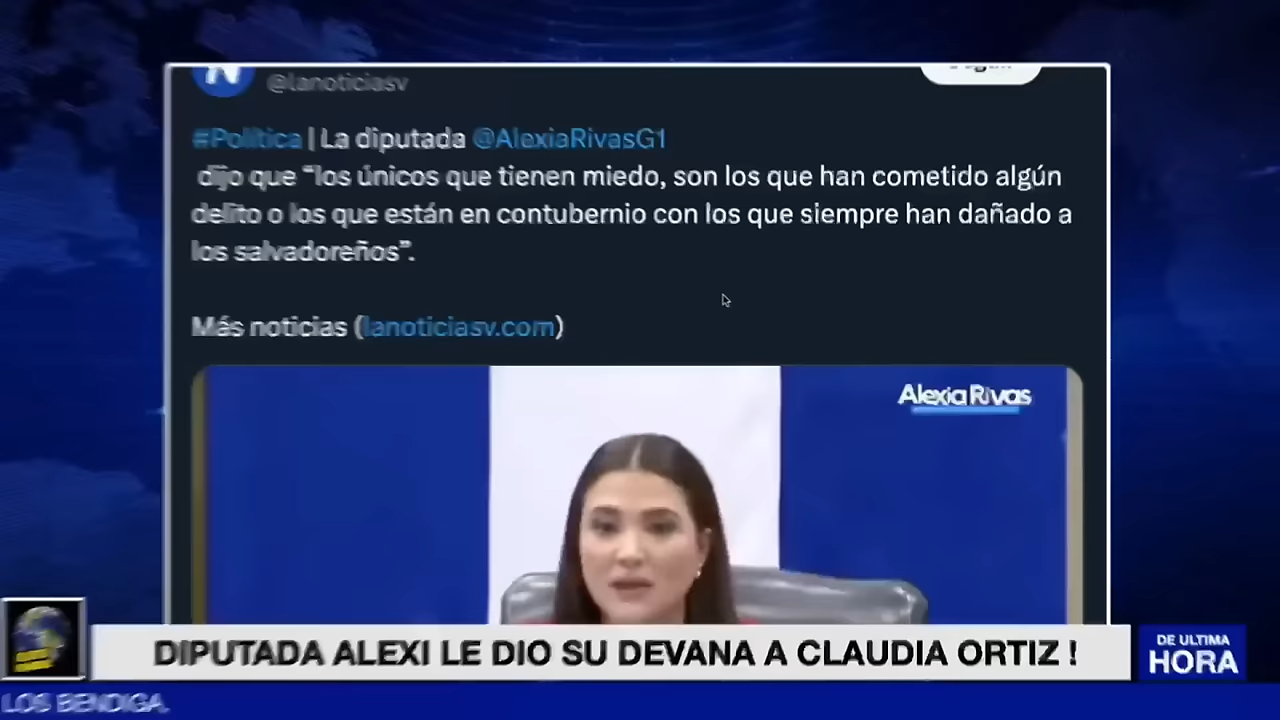 @lanoticiasv
#Política | La diputada @AlexiaRivasG1
dijo que “los únicos que tienen miedo, son los que han cometido algún
delito o los que están en contubernio con los que siempre han dañado a
los salvadoreños”.
Más noticias (lanoticiasv.com)
Alexia Rivas
DIPUTADA ALEXI LE DIO SU DEVANA A CLAUDIA ORTIZ !
DE ULTIMA
HORA
LOS BENDIGA.